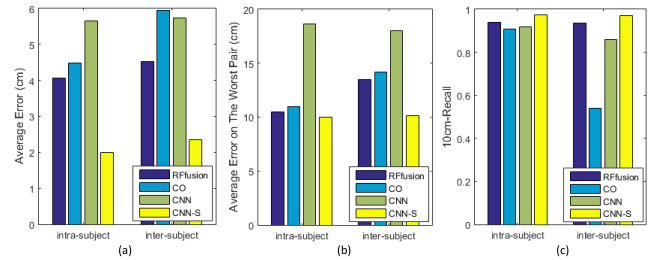 Average Error (cm)
6
5
4
3
2
1
0
intra-subject
inter-subject
RFfusion
CO
CNN
CNN-S
(a)
Average Error on The Worst Pair (cm)
20
15
10
5
0
intra-subject
inter-subject
RFfusion
CO
CNN
CNN-S
(b)
10cm-Recall
1
0.8
0.6
0.4
0.2
0
intra-subject
inter-subject
RFfusion
CO
CNN
CNN-S
(c)